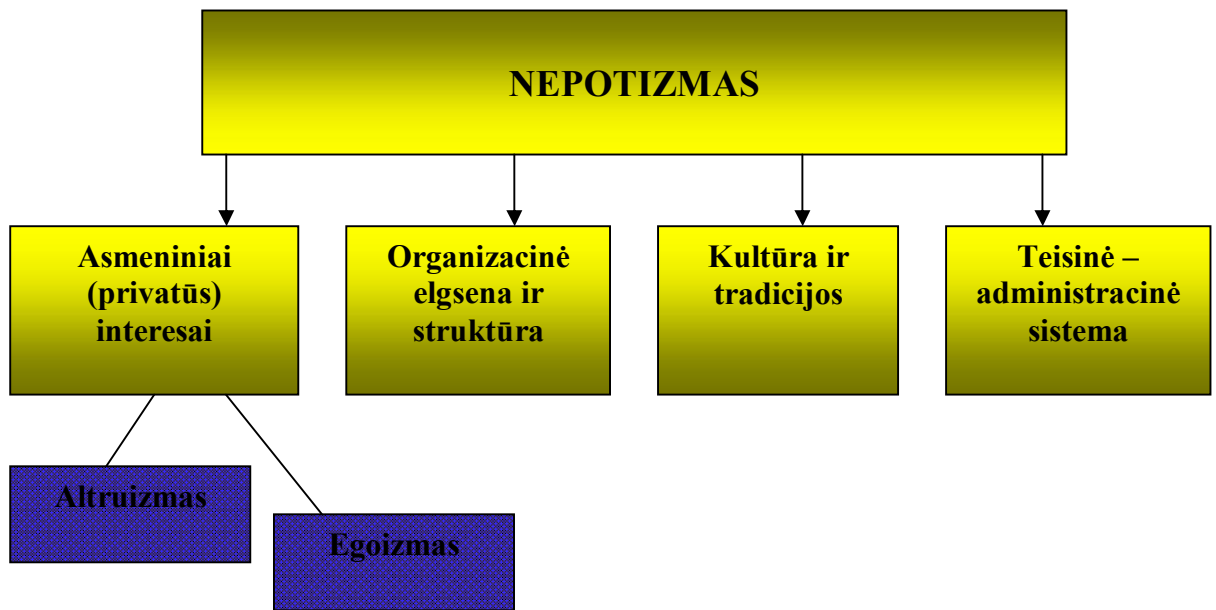 NEPOTIZMAS
Asmeniniai
(privatūs)
interesai
Organizacinė
elgsena ir
struktūra
Kultūra ir
tradicijos
Teisinė –
administracinė
sistema
Altruizmas
Egoizmas